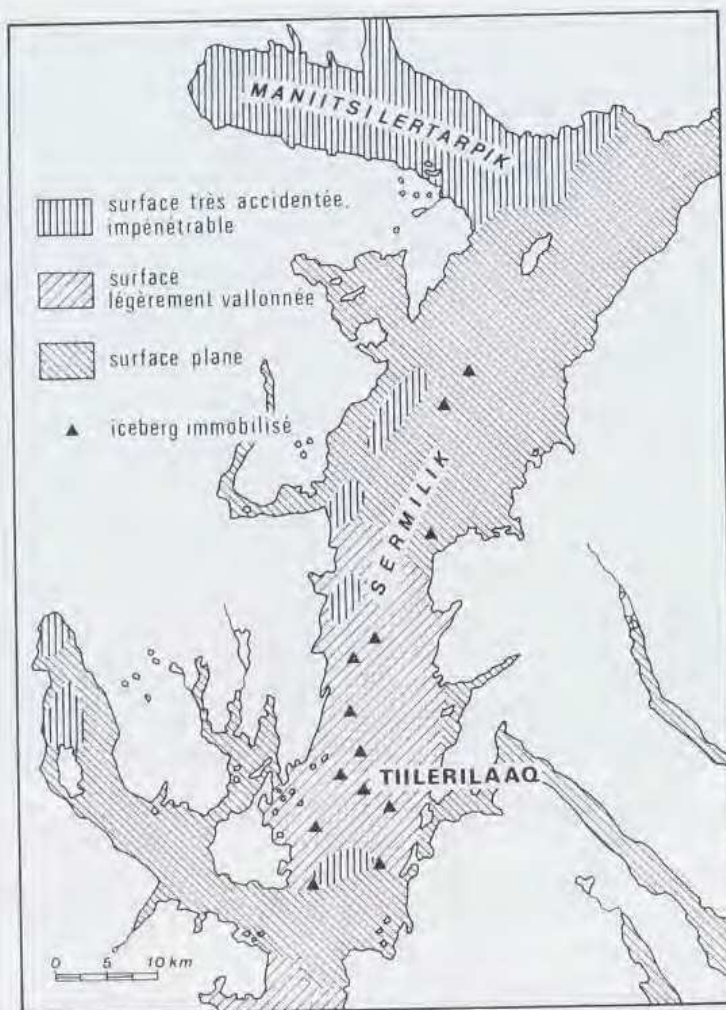 MANIITSILERTARPIK
surface très accidentée,
impénétrable
surface
légèrement vallonnée
surface plane
iceberg immobilisé
SERMILIK
TIILERILAAQ
0 5 10 km